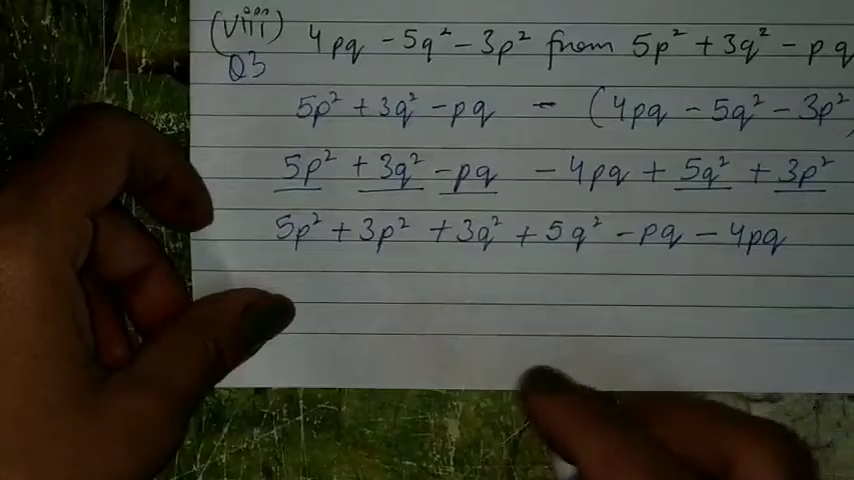 (viii) 4pq - 5q² - 3p² from 5p² + 3q² - pq
Q3
5p² + 3q² - pq - (4pq - 5q² - 3p²)
5p² + 3q² - pq - 4pq + 5q² + 3p²
5p² + 3p² + 3q² + 5q² - pq - 4pq